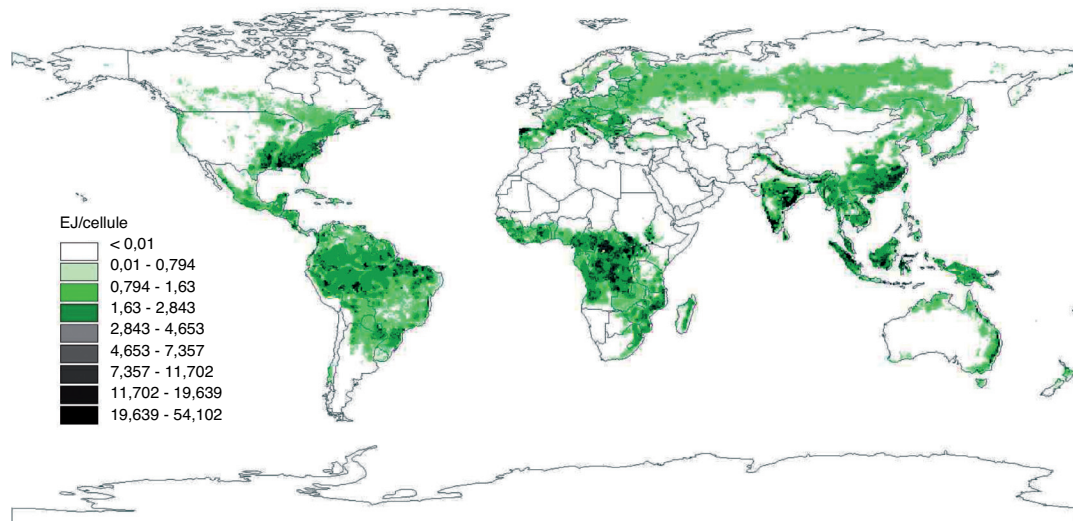 EJ/cellule
< 0,01
0,01 - 0,794
0,794 - 1,63
1,63 - 2,843
2,843 - 4,653
4,653 - 7,357
7,357 - 11,702
11,702 - 19,639
19,639 - 54,102